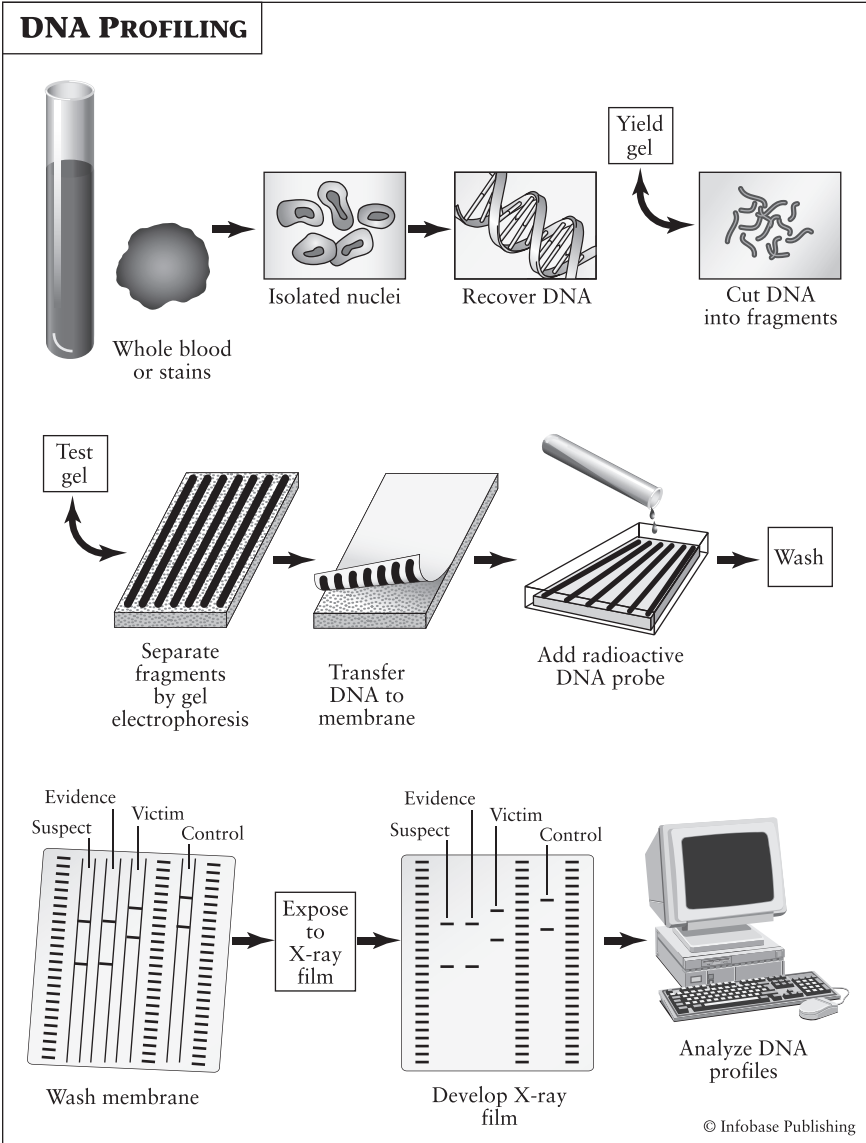 DNA PROFILING
Yield
gel
Whole blood
or stains
Isolated nuclei
Recover DNA
Cut DNA
into fragments
Test
gel
Separate
fragments
by gel
electrophoresis
Transfer
DNA to
membrane
Add radioactive
DNA probe
Wash
Evidence
Suspect
Victim
Control
Wash membrane
Expose
to
X-ray
film
Evidence
Suspect
Victim
Control
Develop X-ray
film
Analyze DNA
profiles
© Infobase Publishing